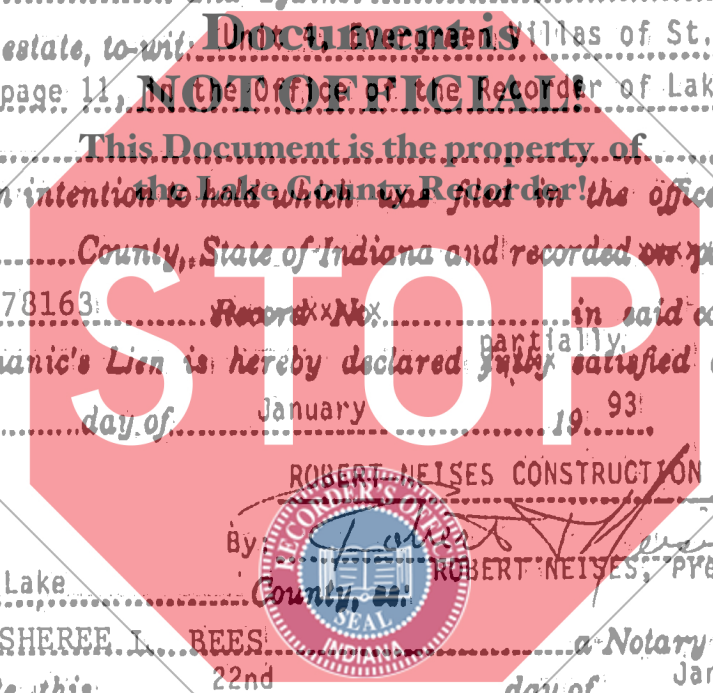 Document is
estate, to-wit: Unit 4, Evergreen Villas of St.
NOT OFFICIAL!
page 11, in the Office of the Recorder of Lak
This Document is the property of
the Lake County Recorder!
n intention to hold which was filed in the office
County, State of Indiana and recorded
STOP
78163 Record No. in said co
partially
anic's Lien is hereby declared fully satisfied
day of January 19 93
ROBERT NEISES CONSTRUCTION
RECORDER'S OFFICE
By
ROBERT NEISES, Pre
Lake County, ss:
SEAL
INDIANA
SHEREE L. BEES a Notary
this 22nd day of Jan